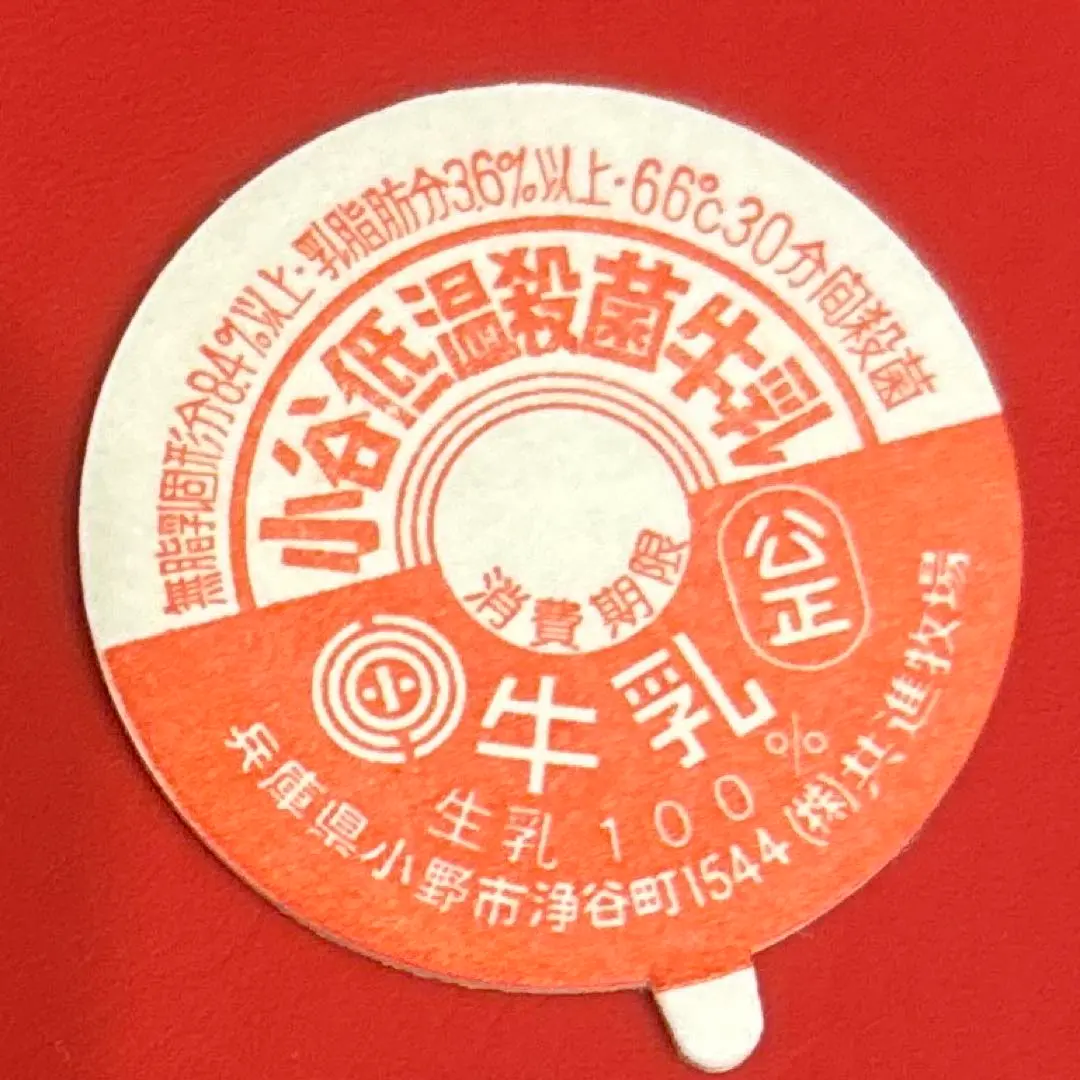 無脂乳固形分8.4%以上・乳脂肪分3.6%以上・66℃30分間殺菌
小谷低温殺菌牛乳
消費期限
公正
牛乳
生乳100%
兵庫県小野市浄谷町1544(株)共進牧場